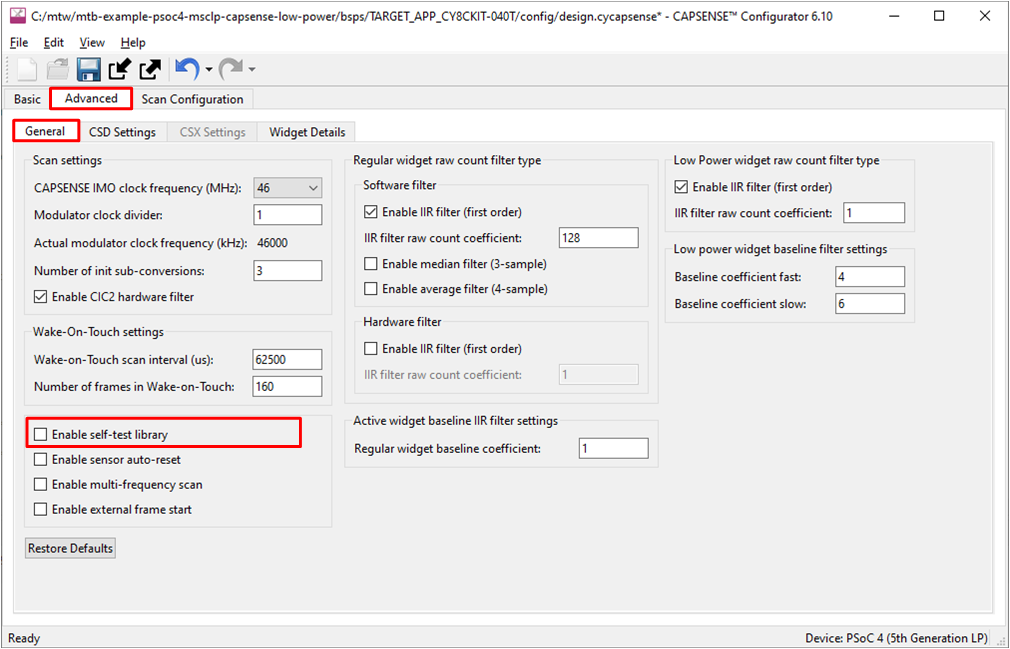 C:/mtw/mtb-example-psoc4-msclp-capsense-low-power/bsps/TARGET_APP_CY8CKIT-040T/config/design.cycapsense* - CAPSENSE™ Configurator 6.10
File Edit View Help
Basic Advanced Scan Configuration
General CSD Settings CSX Settings Widget Details
Scan settings
CAPSENSE IMO clock frequency (MHz): 46
Modulator clock divider: 1
Actual modulator clock frequency (kHz): 46000
Number of init sub-conversions: 3
Enable CIC2 hardware filter
Wake-On-Touch settings
Wake-on-Touch scan interval (us): 62500
Number of frames in Wake-on-Touch: 160
Enable self-test library
Enable sensor auto-reset
Enable multi-frequency scan
Enable external frame start
Restore Defaults
Regular widget raw count filter type
Software filter
Enable IIR filter (first order)
IIR filter raw count coefficient: 128
Enable median filter (3-sample)
Enable average filter (4-sample)
Hardware filter
Enable IIR filter (first order)
IIR filter raw count coefficient: 1
Active widget baseline IIR filter settings
Regular widget baseline coefficient: 1
Low Power widget raw count filter type
Enable IIR filter (first order)
IIR filter raw count coefficient: 1
Low power widget baseline filter settings
Baseline coefficient fast: 4
Baseline coefficient slow: 6
Ready
Device: PSoC 4 (5th Generation LP)